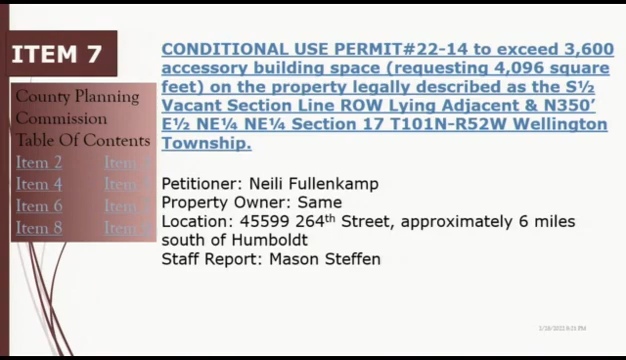 ITEM 7
CONDITIONAL USE PERMIT#22-14 to exceed 3,600
accessory building space (requesting 4,096 square
feet) on the property legally described as the S½
Vacant Section Line ROW Lying Adjacent & N350’
E½ NE¼ NE¼ Section 17 T101N-R52W Wellington
Township.
County Planning
Commission
Table Of Contents
Item 2 Item
Item 4 Item
Item 6 Item
Item 8 Item
Petitioner: Neili Fullenkamp
Property Owner: Same
Location: 45599 264th Street, approximately 6 miles
south of Humboldt
Staff Report: Mason Steffen